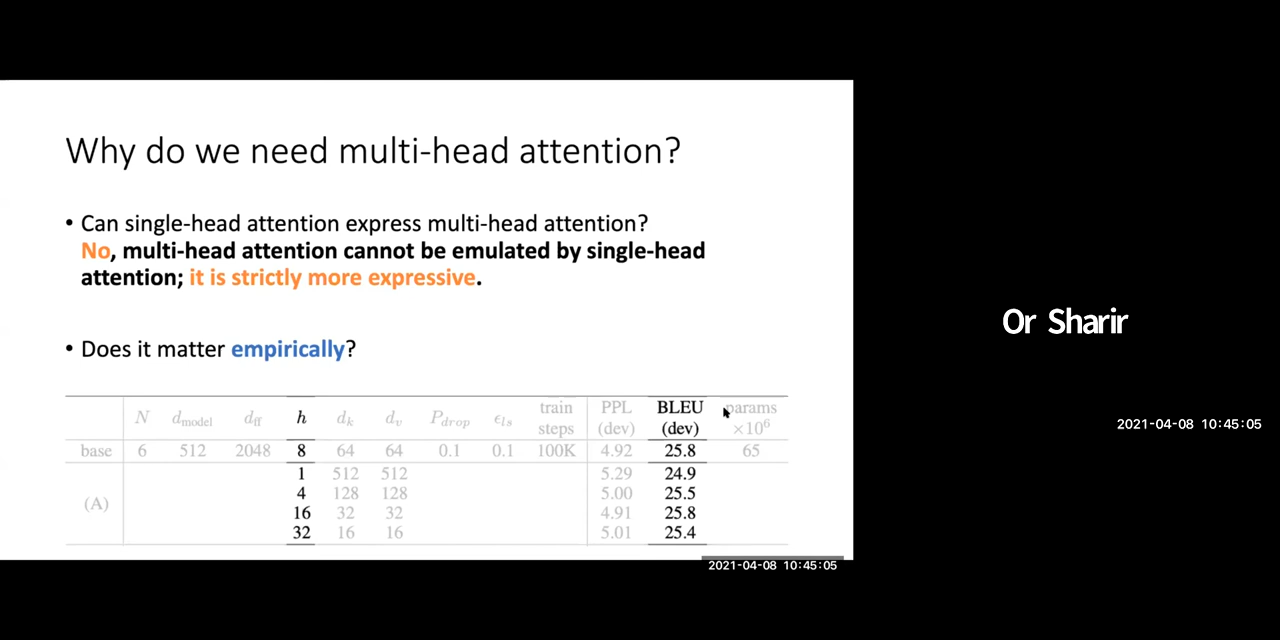 Why do we need multi-head attention?
• Can single-head attention express multi-head attention?
No, multi-head attention cannot be emulated by single-head
attention; it is strictly more expressive.
• Does it matter empirically?
N d_model d_ff h d_k d_v P_drop ϵ_ls train steps PPL (dev) BLEU (dev) params ×10^6
base 6 512 2048 8 64 64 0.1 0.1 100K 4.92 25.8 65
1 512 512 5.29 24.9
(A) 4 128 128 5.00 25.5
16 32 32 4.91 25.8
32 16 16 5.01 25.4
2021-04-08 10:45:05
Or Sharir
2021-04-08 10:45:05